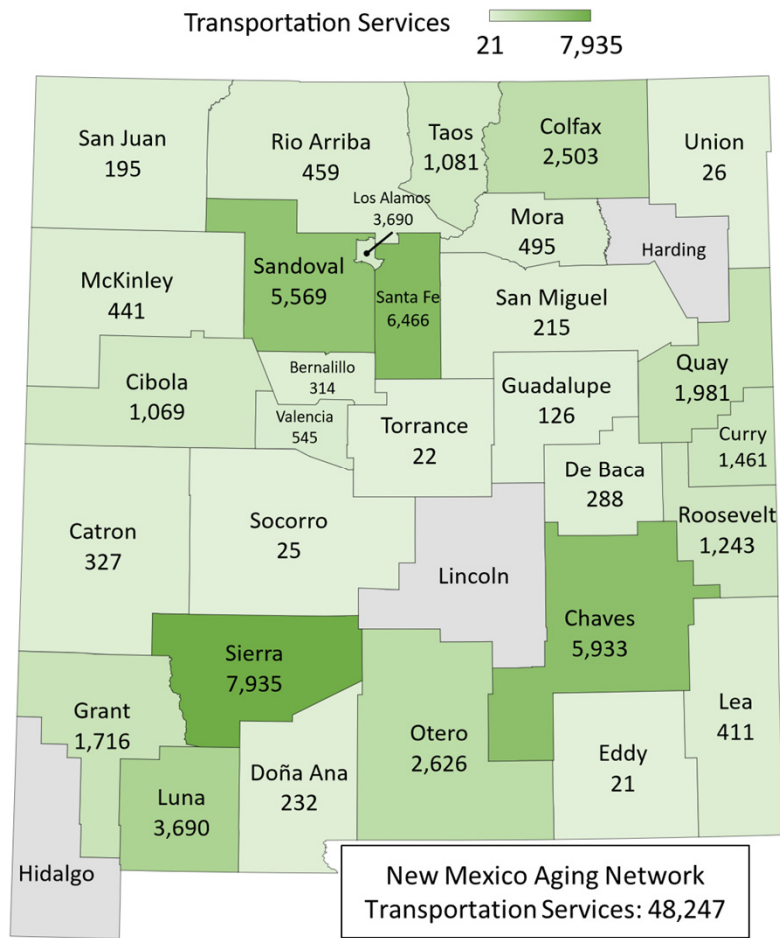 Transportation Services
21 7,935
San Juan
195
Rio Arriba
459
Taos
1,081
Colfax
2,503
Union
26
Los Alamos
3,690
Mora
495
Harding
McKinley
441
Sandoval
5,569
Santa Fe
6,466
San Miguel
215
Quay
1,981
Cibola
1,069
Bernalillo
314
Valencia
545
Torrance
22
Guadalupe
126
Curry
1,461
De Baca
288
Roosevelt
1,243
Catron
327
Socorro
25
Lincoln
Chaves
5,933
Sierra
7,935
Grant
1,716
Luna
3,690
Doña Ana
232
Otero
2,626
Eddy
21
Lea
411
Hidalgo
New Mexico Aging Network
Transportation Services: 48,247